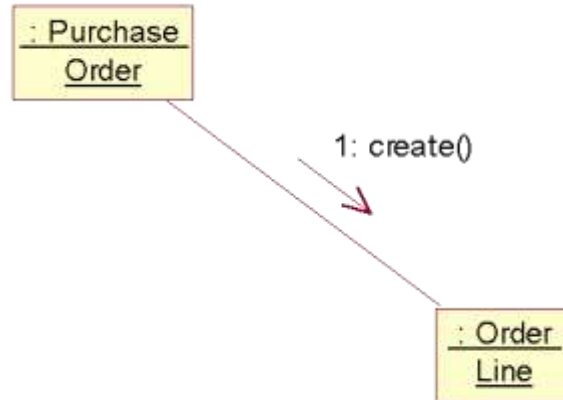 : Purchase
Order
1: create()
: Order
Line